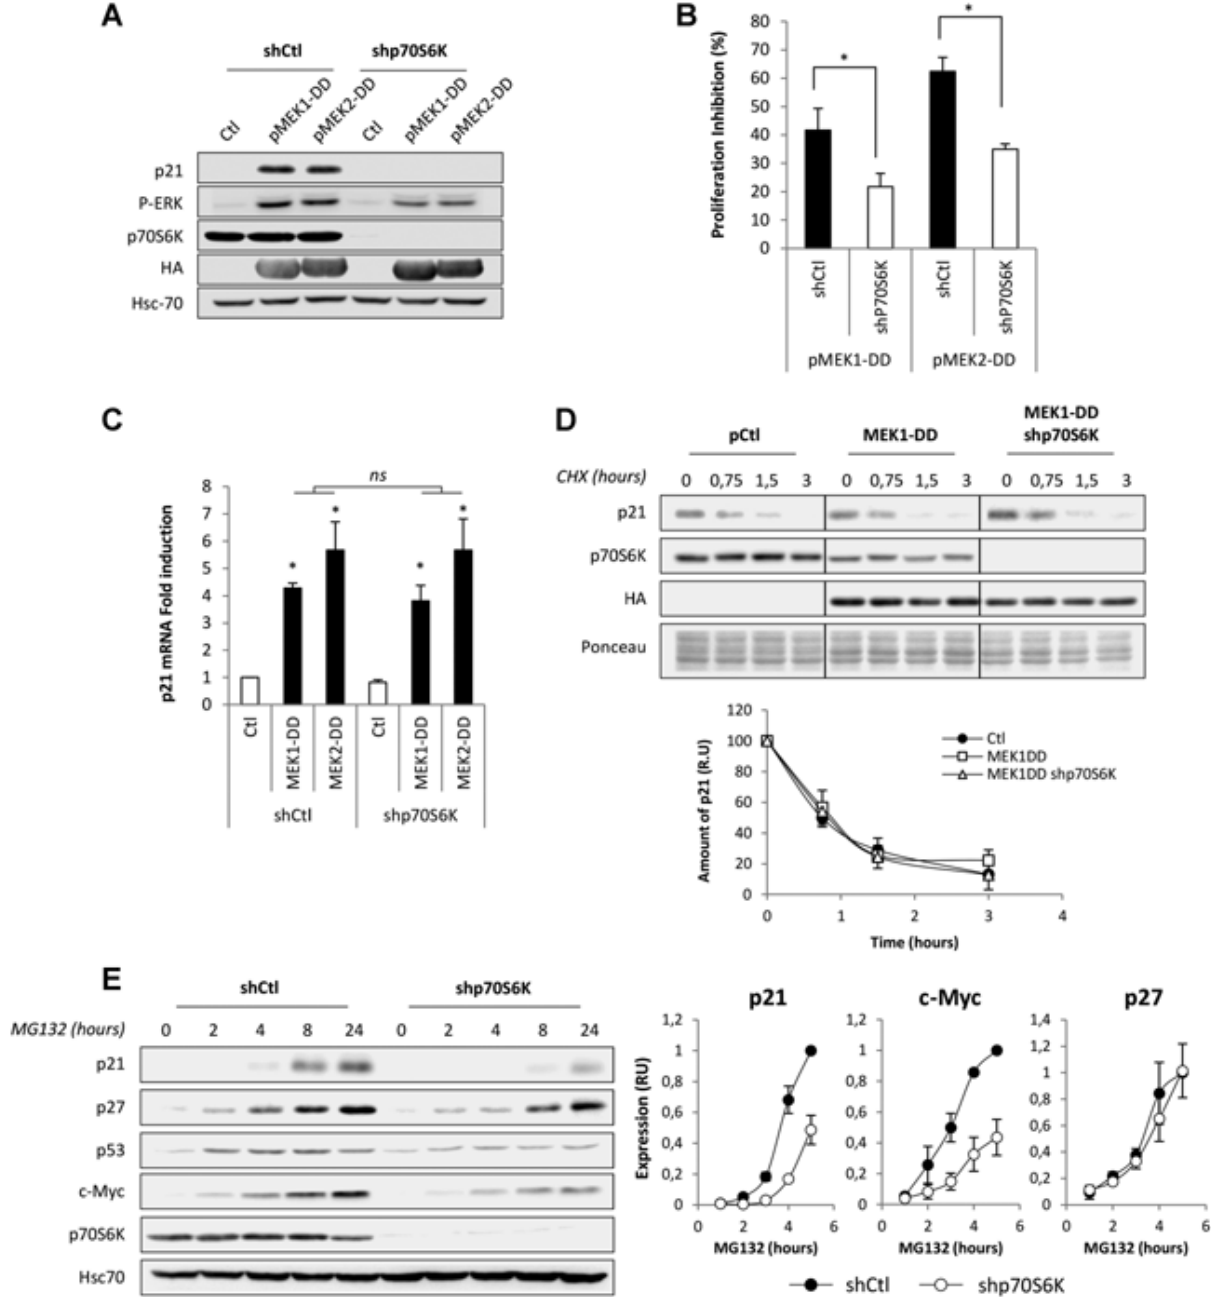 A
shCtl shp70S6K
Ctl pMEK1-DD pMEK2-DD Ctl pMEK1-DD pMEK2-DD
p21
P-ERK
p70S6K
HA
Hsc-70
B
Proliferation Inhibition (%)
80
70
60
50
40
30
20
10
0
* *
shCtl shP70S6K shCtl shP70S6K
pMEK1-DD pMEK2-DD
C
p21 mRNA Fold induction
8
7
6
5
4
3
2
1
0
ns
* * * *
Ctl MEK1-DD MEK2-DD Ctl MEK1-DD MEK2-DD
shCtl shp70S6K
D
pCtl MEK1-DD MEK1-DD
shp70S6K
CHX (hours) 0 0,75 1,5 3 0 0,75 1,5 3 0 0,75 1,5 3
p21
p70S6K
HA
Ponceau
Amount of p21 (R.U)
120
100
80
60
40
20
0
0 1 2 3 4
Time (hours)
Ctl
MEK1DD
MEK1DD shp70S6K
E
shCtl shp70S6K
MG132 (hours) 0 2 4 8 24 0 2 4 8 24
p21
p27
p53
c-Myc
p70S6K
Hsc70
p21 c-Myc p27
Expression (RU)
1,2
1
0,8
0,6
0,4
0,2
0
0 2 4 6
MG132 (hours)
1,2
1
0,8
0,6
0,4
0,2
0
0 2 4 6
MG132 (hours)
1,4
1,2
1
0,8
0,6
0,4
0,2
0
0 2 4 6
MG132 (hours)
shCtl shp70S6K